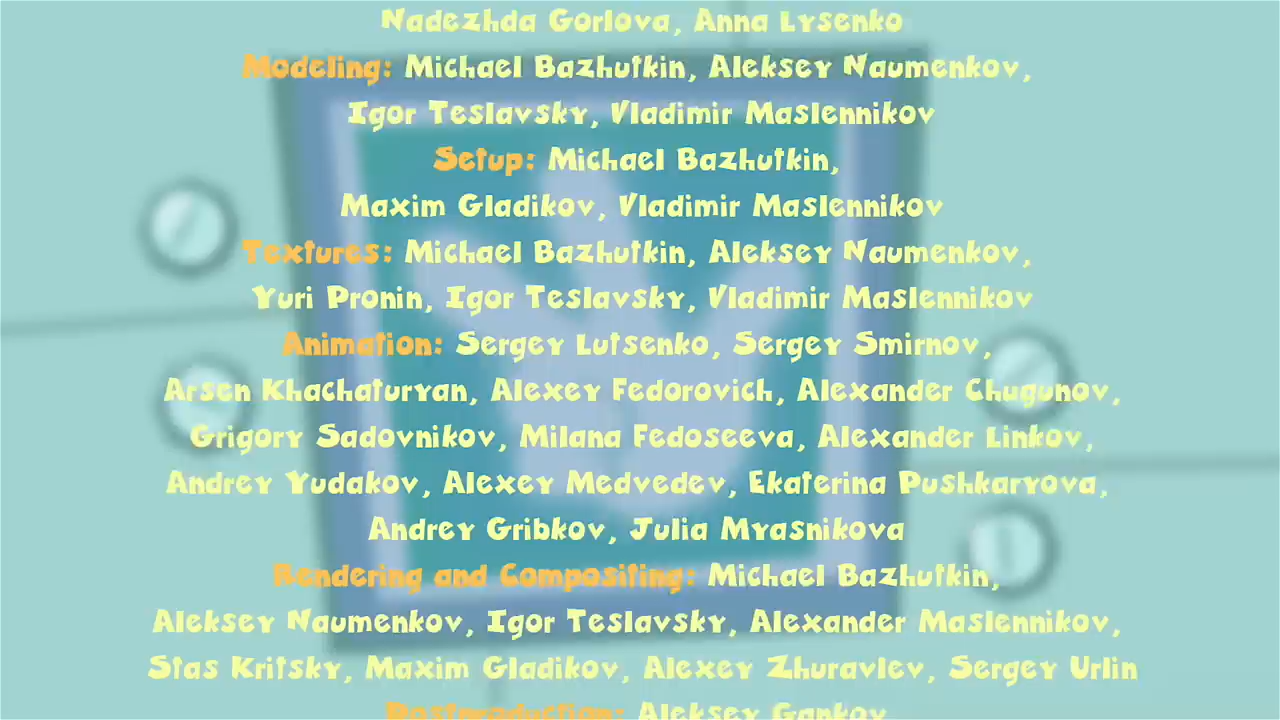 Nadezhda Gorlova, Anna Lysenko
Modeling: Michael Bazhutkin, Aleksey Naumenkov,
Igor Teslavsky, Vladimir Maslennikov
Setup: Michael Bazhutkin,
Maxim Gladikov, Vladimir Maslennikov
Textures: Michael Bazhutkin, Aleksey Naumenkov,
Yuri Pronin, Igor Teslavsky, Vladimir Maslennikov
Animation: Sergey Lutsenko, Sergey Smirnov,
Arsen Khachaturyan, Alexey Fedorovich, Alexander Chugunov,
Grigory Sadovnikov, Milana Fedoseeva, Alexander Linkov,
Andrey Yudakov, Alexey Medvedev, Ekaterina Pushkaryova,
Andrey Gribkov, Julia Myasnikova
Rendering and Compositing: Michael Bazhutkin,
Aleksey Naumenkov, Igor Teslavsky, Alexander Maslennikov,
Stas Kritsky, Maxim Gladikov, Alexey Zhuravlev, Sergey Urlin
Postproduction: Aleksey Gankov